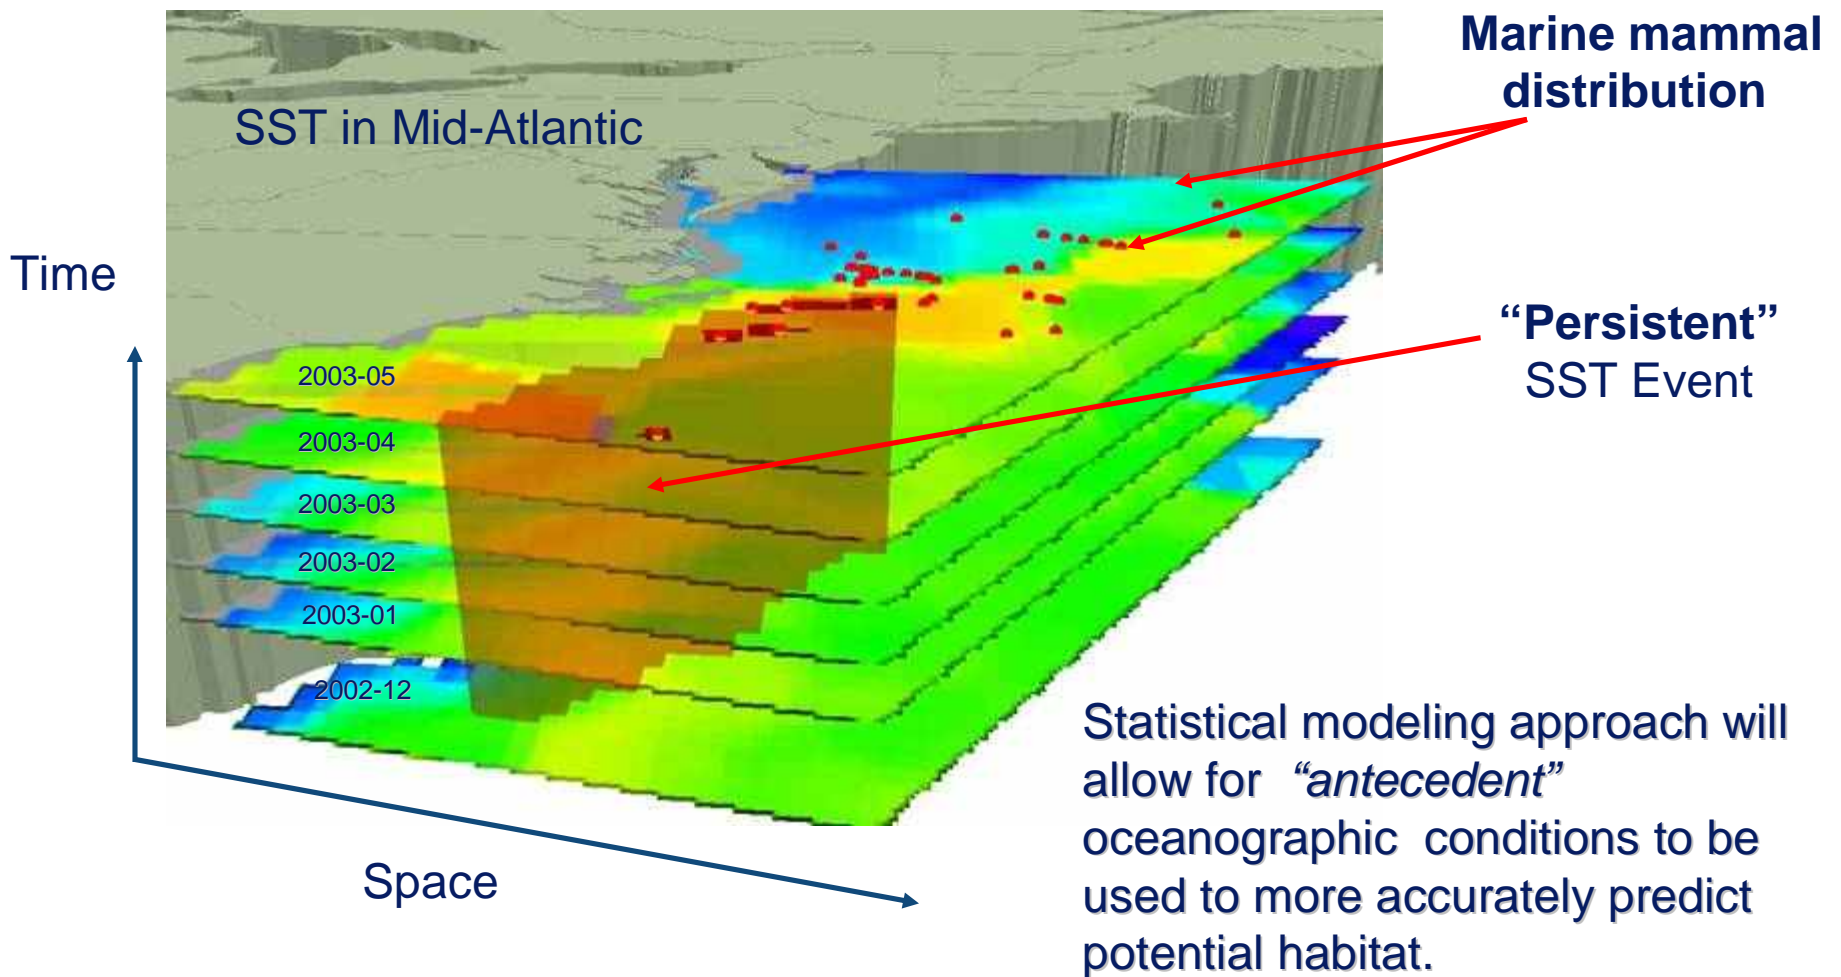 Marine mammal
distribution
SST in Mid-Atlantic
Time
“Persistent”
SST Event
2003-05
2003-04
2003-03
2003-02
2003-01
2002-12
Space
Statistical modeling approach will
allow for “antecedent”
oceanographic conditions to be
used to more accurately predict
potential habitat.